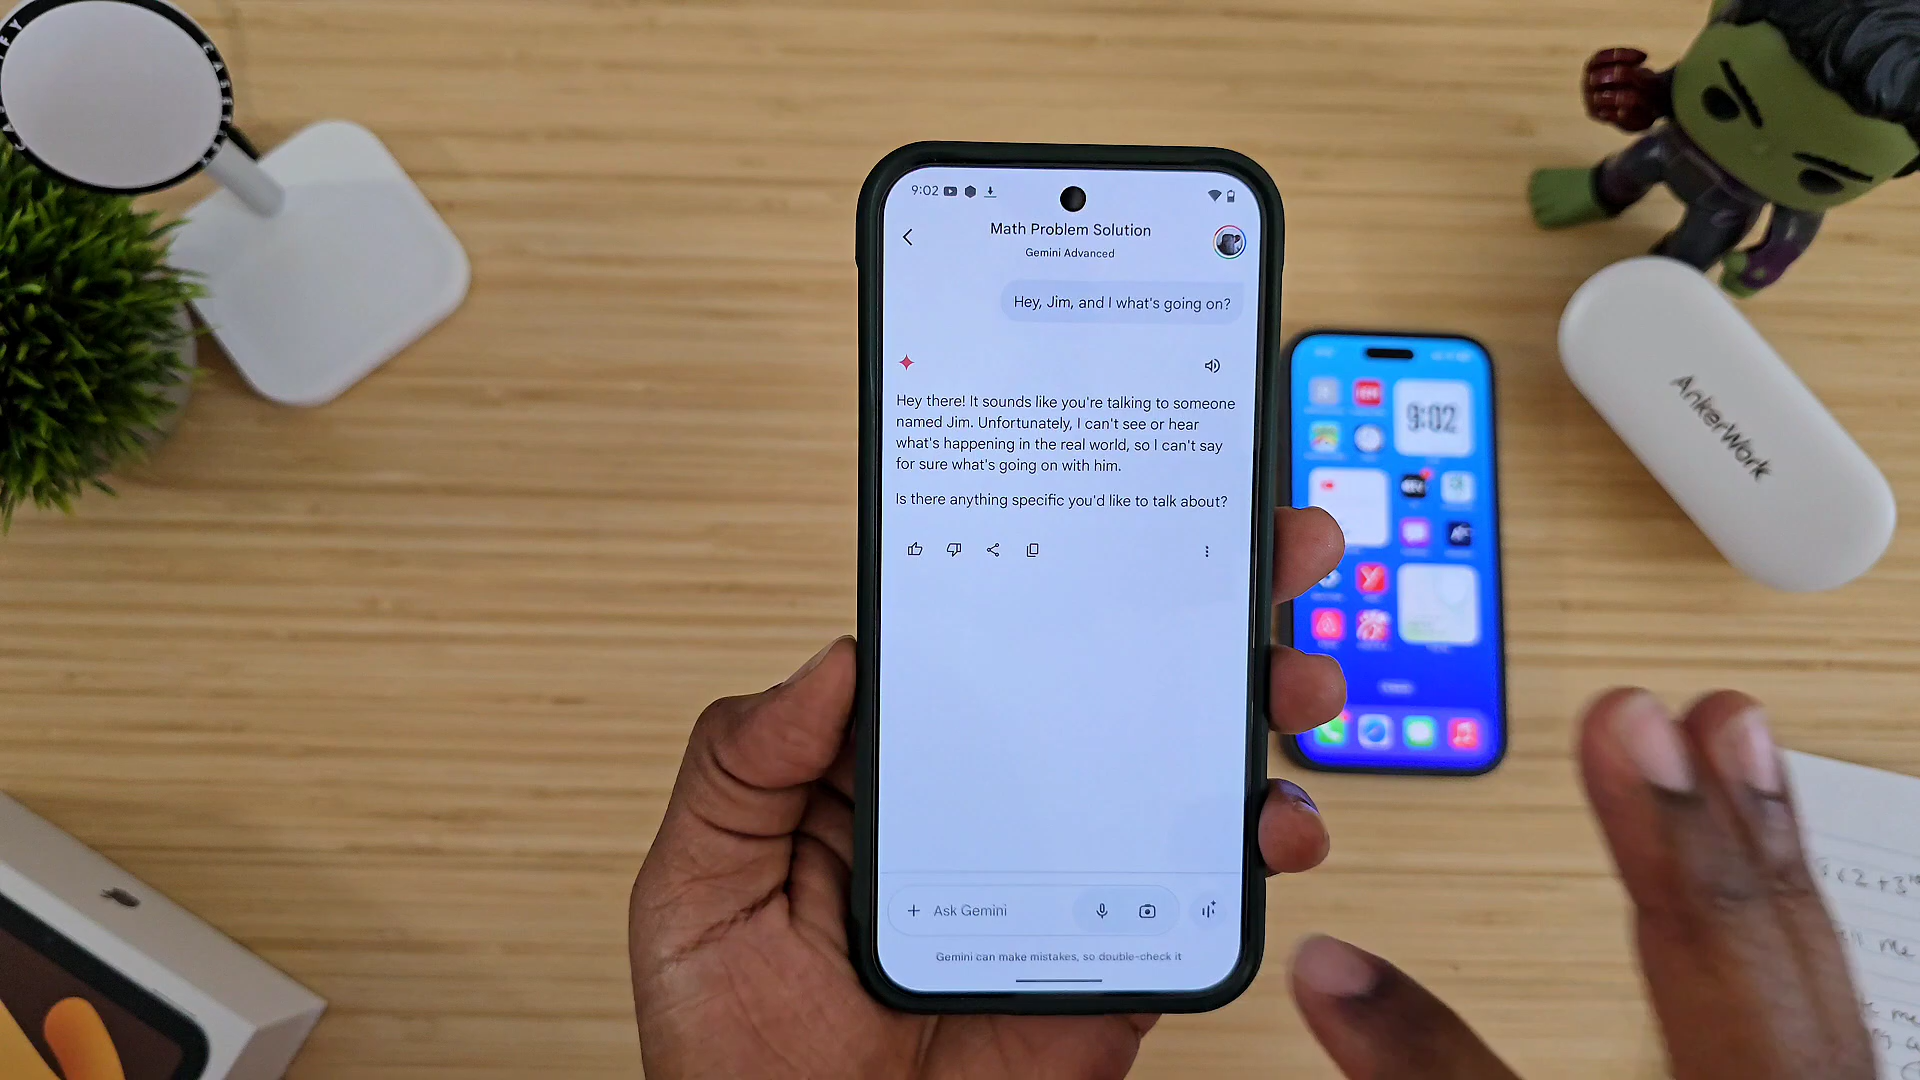 CASETIFY
9:02
Math Problem Solution
Gemini Advanced
Hey, Jim, and I what's going on?
Hey there! It sounds like you're talking to someone
named Jim. Unfortunately, I can't see or hear
what's happening in the real world, so I can't say
for sure what's going on with him.
Is there anything specific you'd like to talk about?
Ask Gemini
Gemini can make mistakes, so double-check it
9:02
AnkerWork